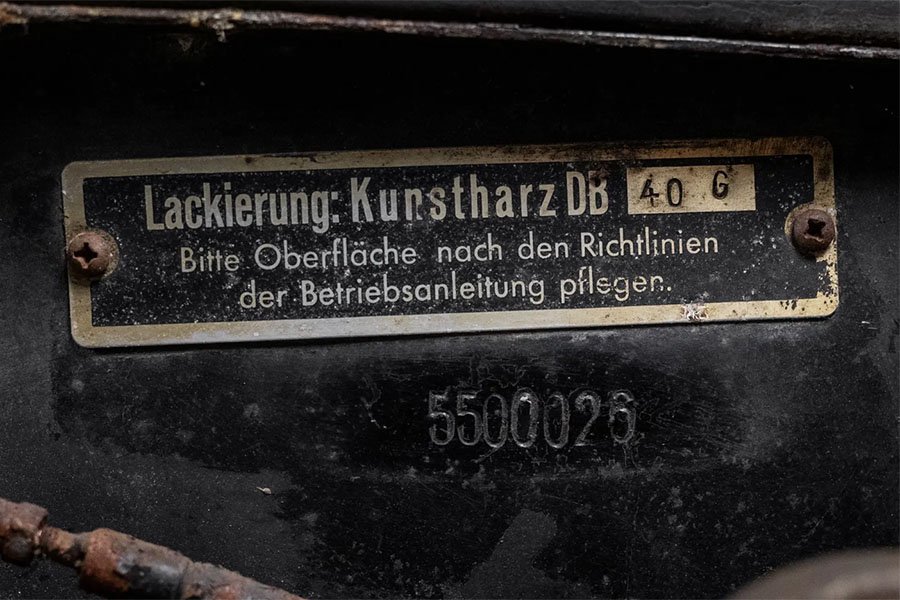 Lackierung: Kunstharz DB 40 G
Bitte Oberfläche nach den Richtlinien
der Betriebsanleitung pflegen.
5500026